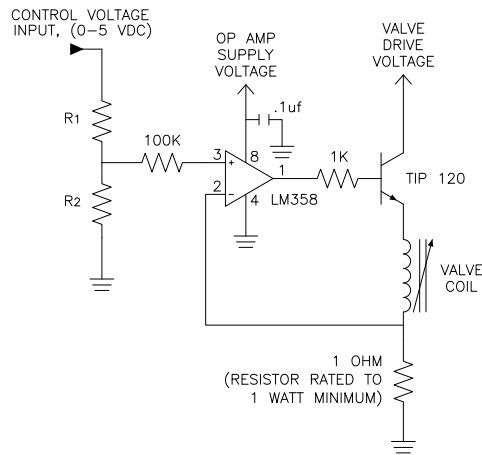 CONTROL VOLTAGE
INPUT, (0-5 VDC)
OP AMP
SUPPLY
VOLTAGE
VALVE
DRIVE
VOLTAGE
.1uf
R1
100K
3
+
8
1
1K
TIP 120
R2
2
-
4
LM358
VALVE
COIL
1 OHM
(RESISTOR RATED TO
1 WATT MINIMUM)